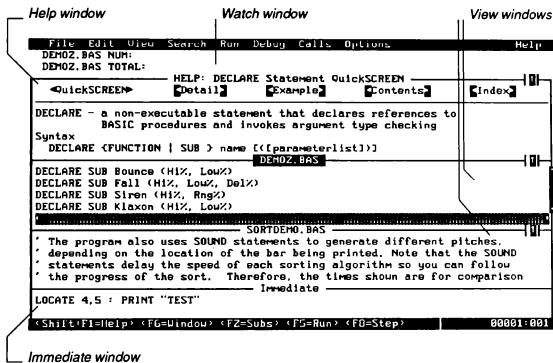 Help window Watch window View windows
File Edit View Search Run Debug Calls Options Help
DEMOZ.BAS NUM:
DEMOZ.BAS TOTAL:
HELP: DECLARE Statement QuickSCREEN
◄QuickSCREEN► Detail Example Contents Index
DECLARE - a non-executable statement that declares references to
BASIC procedures and invokes argument type checking
Syntax
DECLARE {FUNCTION | SUB } name [([parameterlist])]
DEMOZ.BAS
DECLARE SUB Bounce (Hi%, Low%)
DECLARE SUB Fall (Hi%, Low%, Del%)
DECLARE SUB Siren (Hi%, Rng%)
DECLARE SUB Klaxon (Hi%, Low%)
SORTDEMO.BAS
' The program also uses SOUND statements to generate different pitches,
' depending on the location of the bar being printed. Note that the SOUND
' statements delay the speed of each sorting algorithm so you can follow
' the progress of the sort. Therefore, the times shown are for comparison
Immediate
LOCATE 4,5 : PRINT "TEST"
<Shift+F1=Help> <F6=Window> <F2=Subs> <F5=Run> <F8=Step> 00001:001
Immediate window